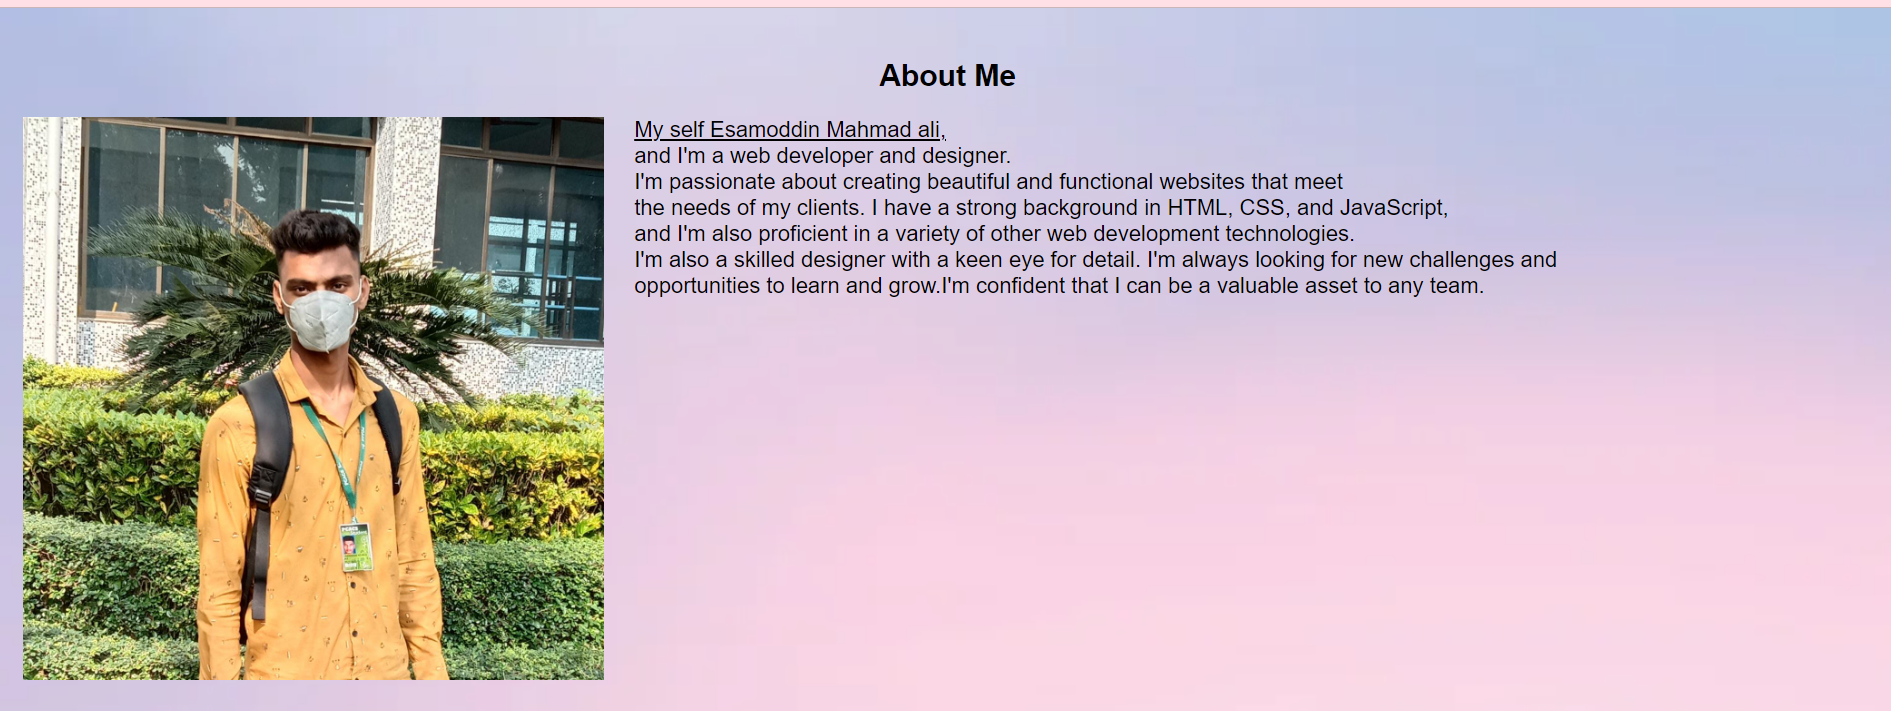 About Me
My self Esamoddin Mahmad ali,
and I'm a web developer and designer.
I'm passionate about creating beautiful and functional websites that meet
the needs of my clients. I have a strong background in HTML, CSS, and JavaScript,
and I'm also proficient in a variety of other web development technologies.
I'm also a skilled designer with a keen eye for detail. I'm always looking for new challenges and
opportunities to learn and grow.I'm confident that I can be a valuable asset to any team.